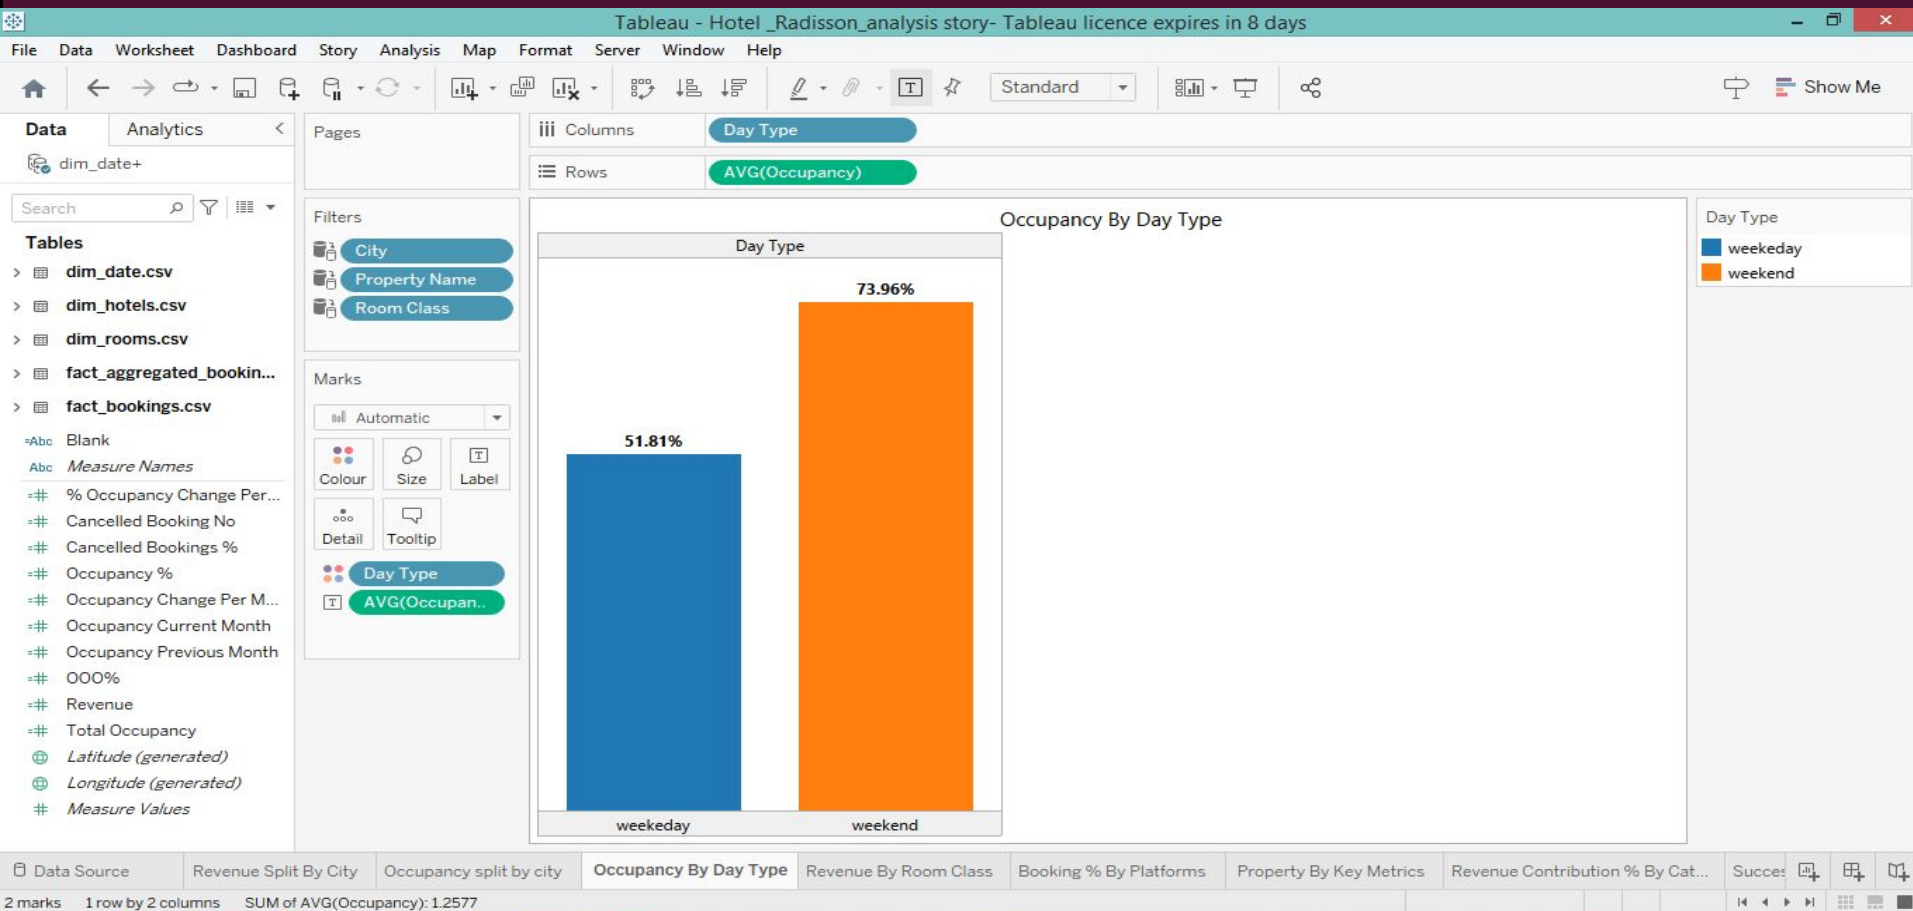 Tableau - Hotel _Radisson_analysis story- Tableau licence expires in 8 days
File Data Worksheet Dashboard Story Analysis Map Format Server Window Help
Standard
Show Me
Data Analytics
dim_date+
Search
Tables
dim_date.csv
dim_hotels.csv
dim_rooms.csv
fact_aggregated_bookin...
fact_bookings.csv
=Abc Blank
Abc Measure Names
=# % Occupancy Change Per...
=# Cancelled Booking No
=# Cancelled Bookings %
=# Occupancy %
=# Occupancy Change Per M...
=# Occupancy Current Month
=# Occupancy Previous Month
=# OOO%
=# Revenue
=# Total Occupancy
Latitude (generated)
Longitude (generated)
# Measure Values
Pages
Filters
City
Property Name
Room Class
Marks
Automatic
Colour Size Label
Detail Tooltip
Day Type
AVG(Occupan..
Columns Day Type
Rows AVG(Occupancy)
Occupancy By Day Type
Day Type
73.96%
51.81%
weekeday weekend
Day Type
weekeday
weekend
Data Source Revenue Split By City Occupancy split by city Occupancy By Day Type Revenue By Room Class Booking % By Platforms Property By Key Metrics Revenue Contribution % By Cat... Succes
2 marks 1 row by 2 columns SUM of AVG(Occupancy): 1.2577